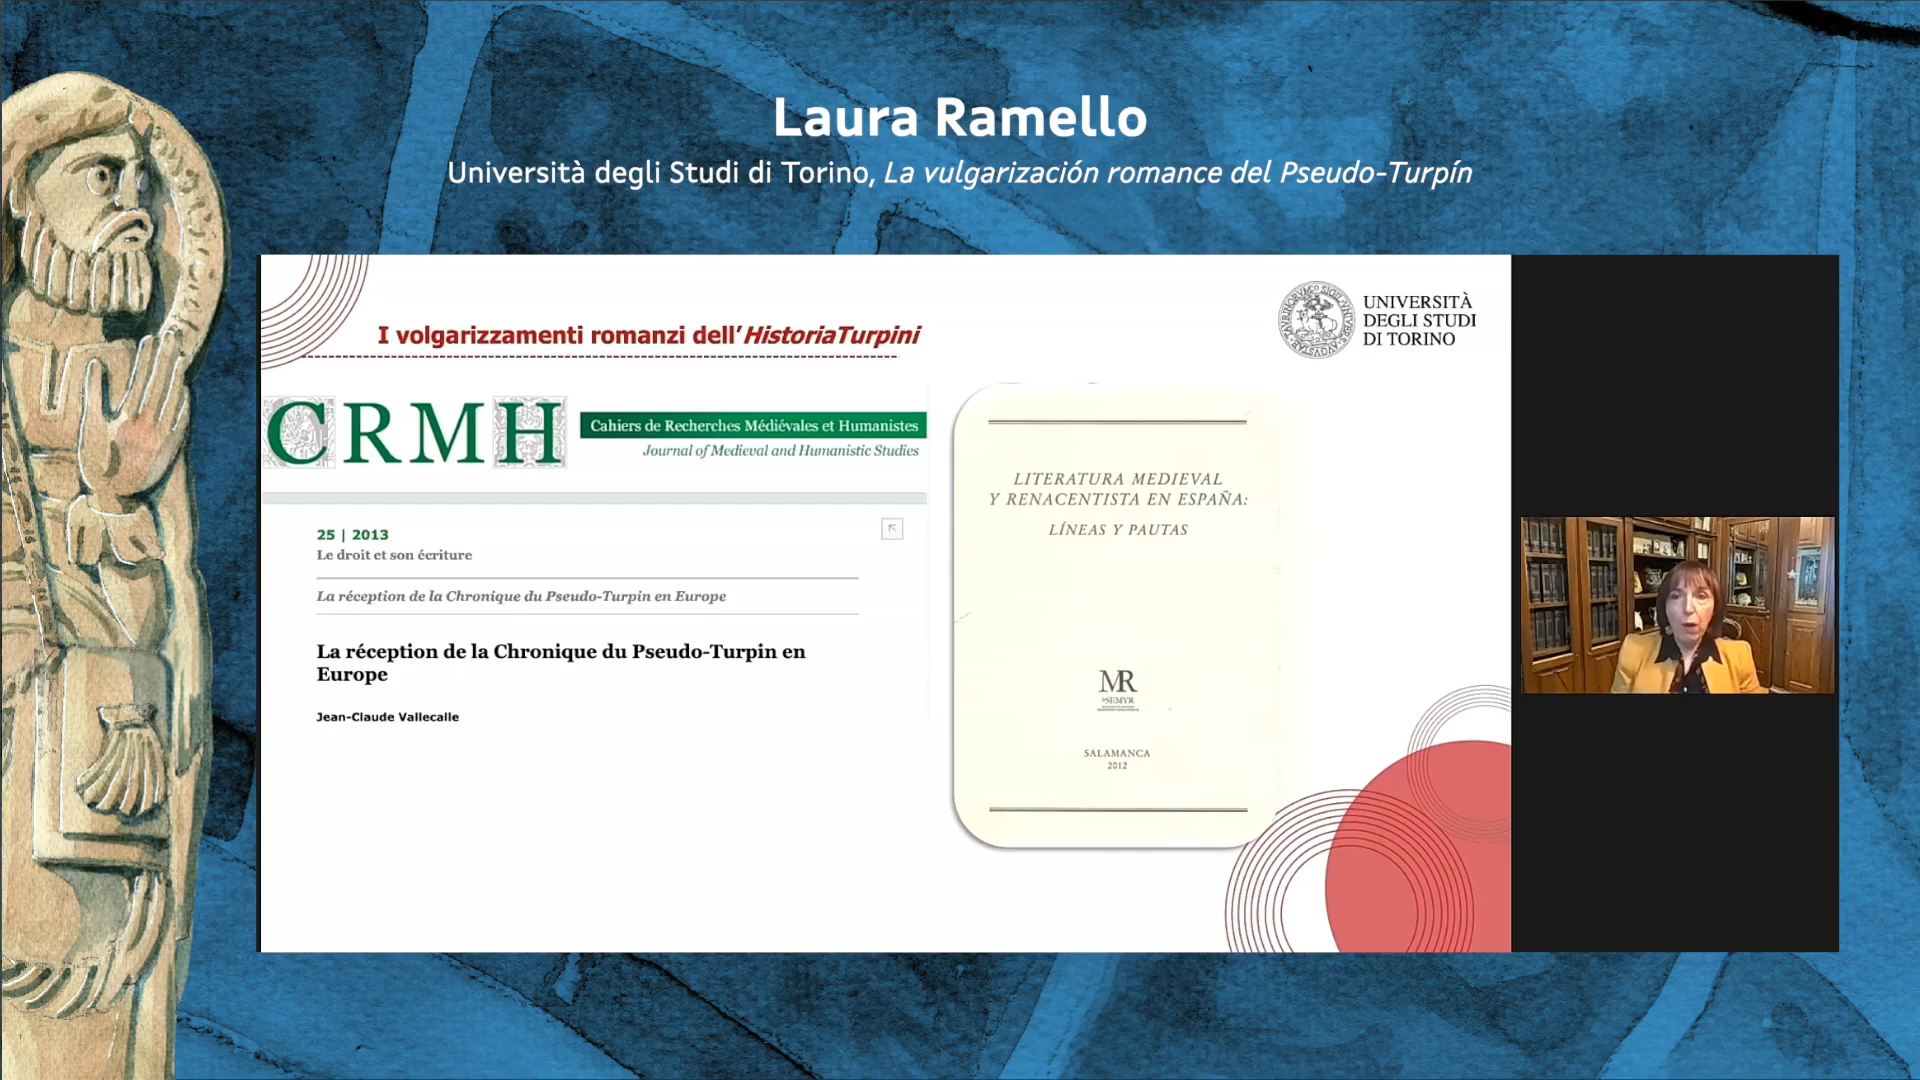 Laura Ramello
Università degli Studi di Torino, La vulgarización romance del Pseudo-Turpín
I volgarizzamenti romanzi dell'HistoriaTurpini
UNIVERSITÀ
DEGLI STUDI
DI TORINO
CRMH
Cahiers de Recherches Médiévales et Humanistes
Journal of Medieval and Humanistic Studies
25 | 2013
Le droit et son écriture
La réception de la Chronique du Pseudo-Turpin en Europe
La réception de la Chronique du Pseudo-Turpin en
Europe
Jean-Claude Vallecalle
LITERATURA MEDIEVAL
Y RENACENTISTA EN ESPAÑA:
LÍNEAS Y PAUTAS
MR
SEMYR
SALAMANCA
2012